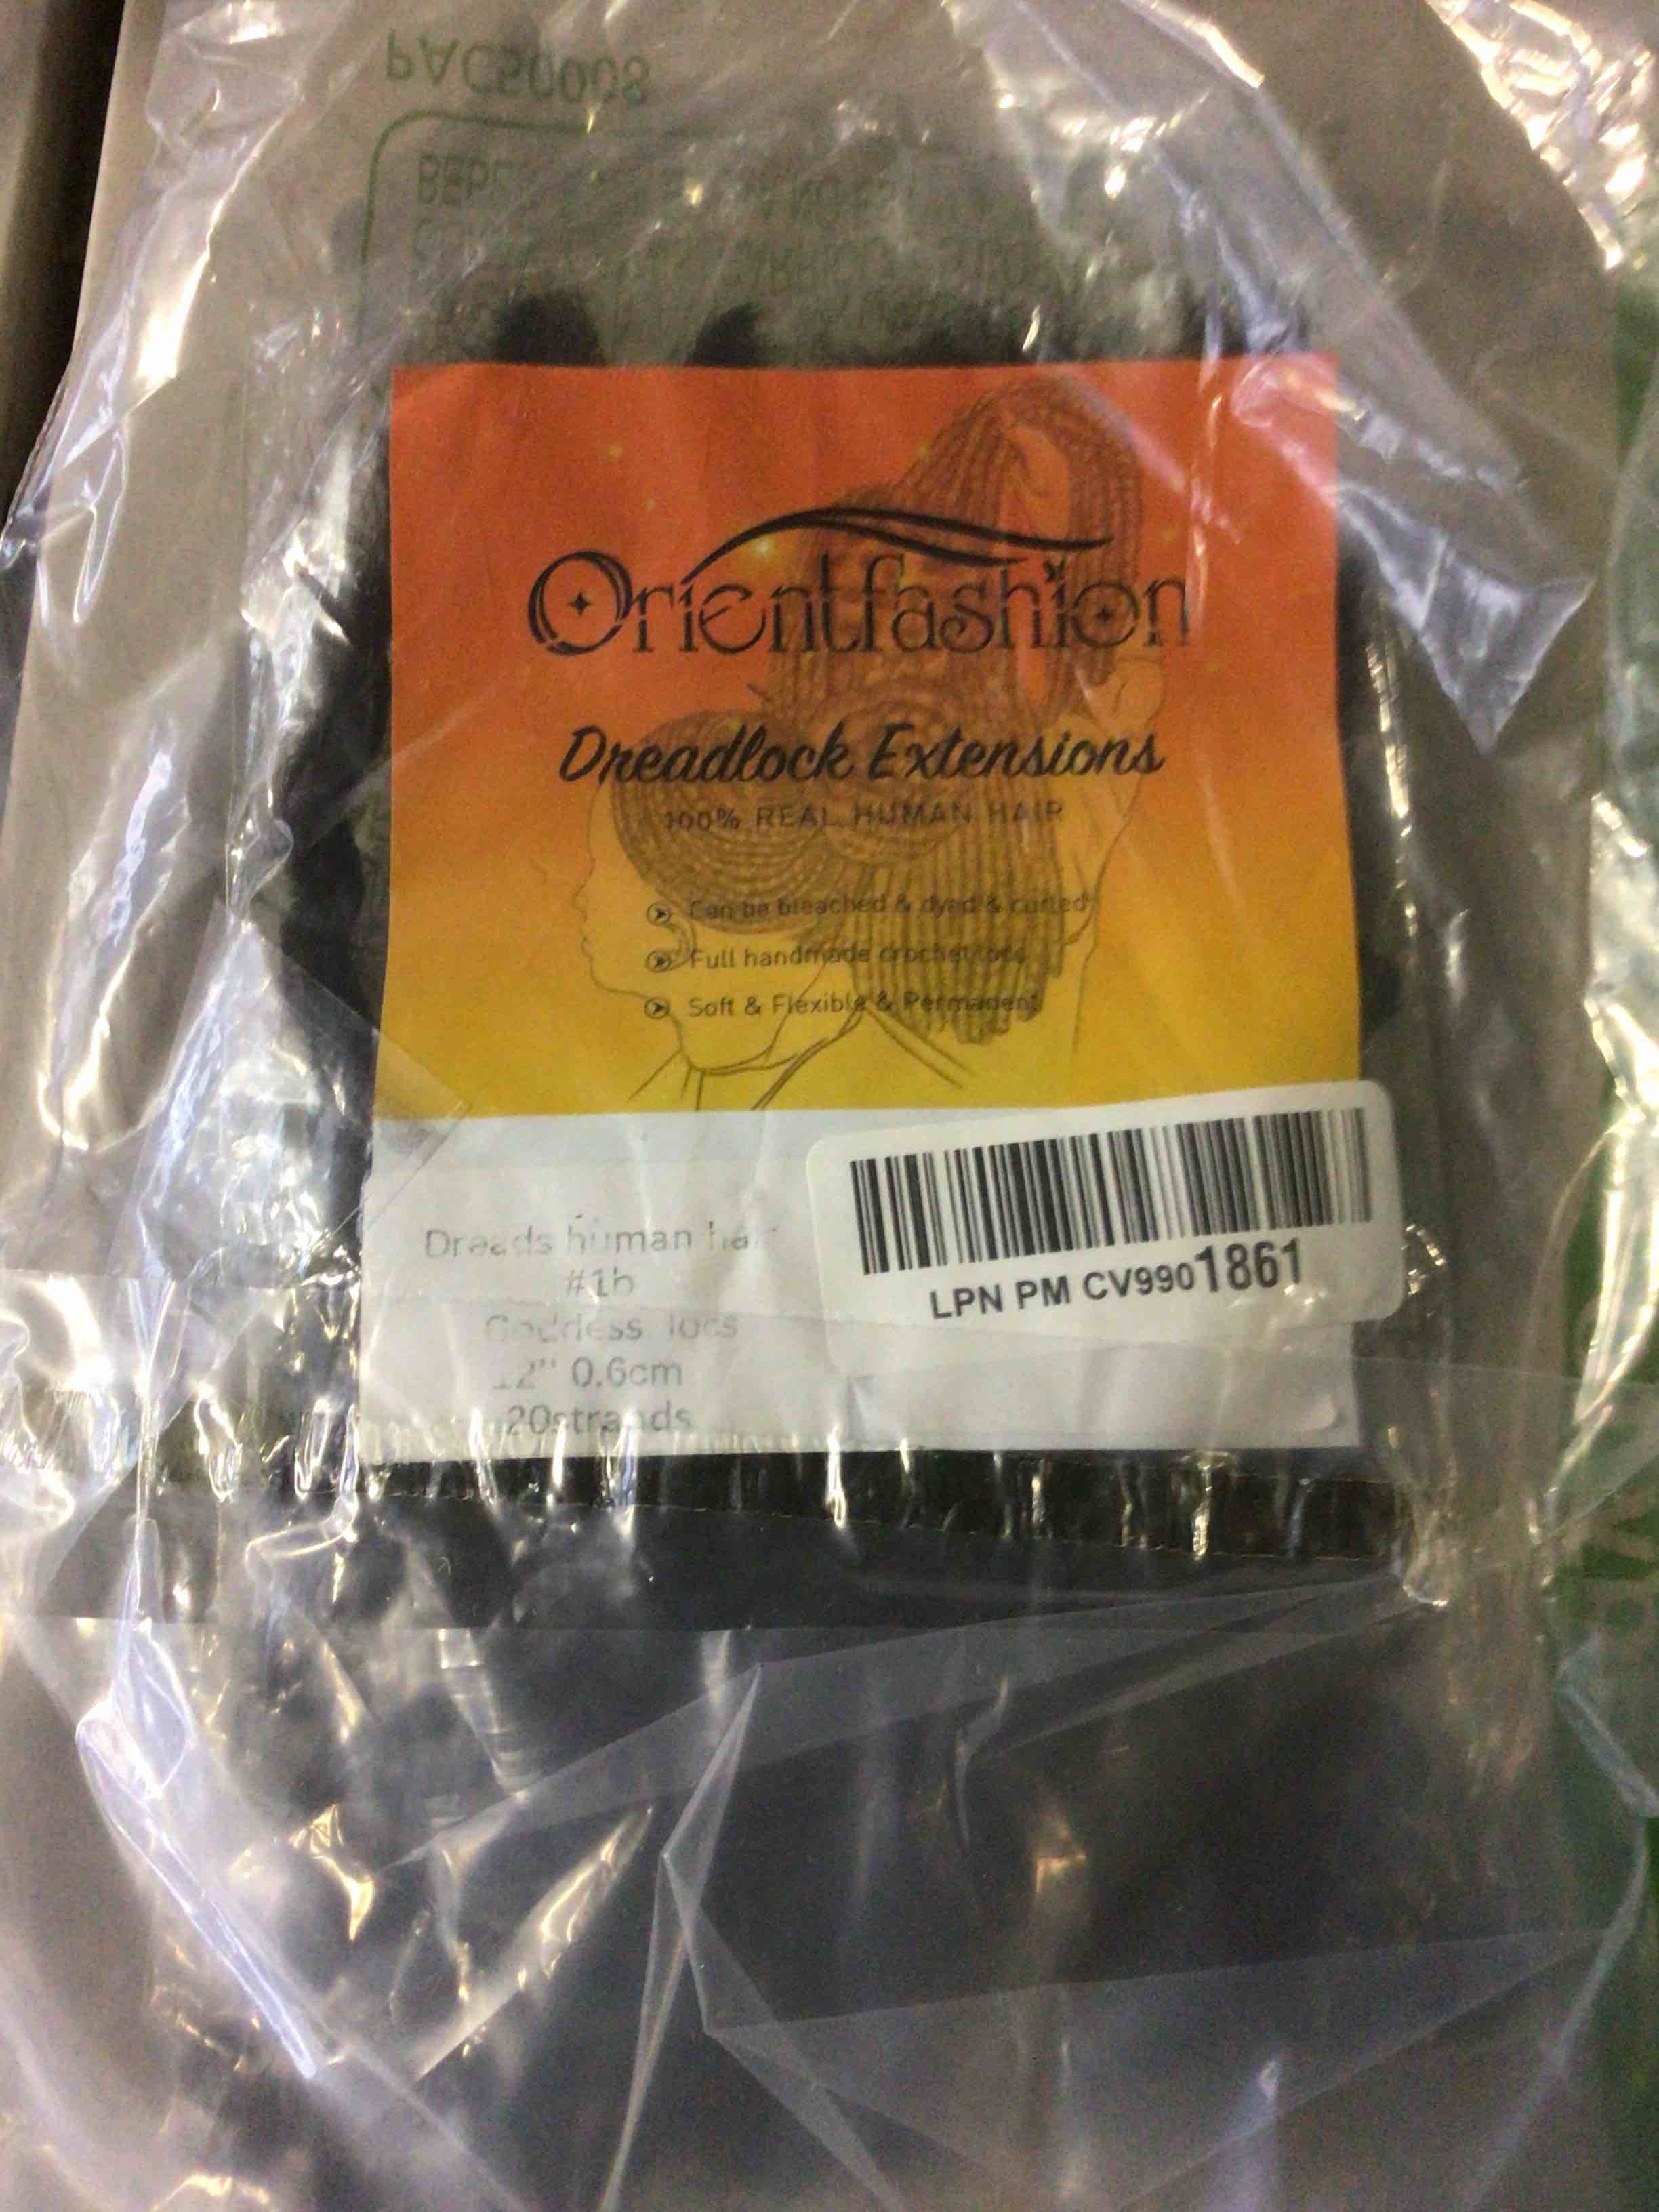 PAC50008
Orientfashion
Dreadlock Extensions
100% REAL HUMAN HAIR
Can be bleached & dyed & curled
Full handmade crochet locs
Soft & Flexible & Permanent
Dreads human hair
#1b
Goddess locs
12" 0.6cm
20strands
LPN PM CV9901861